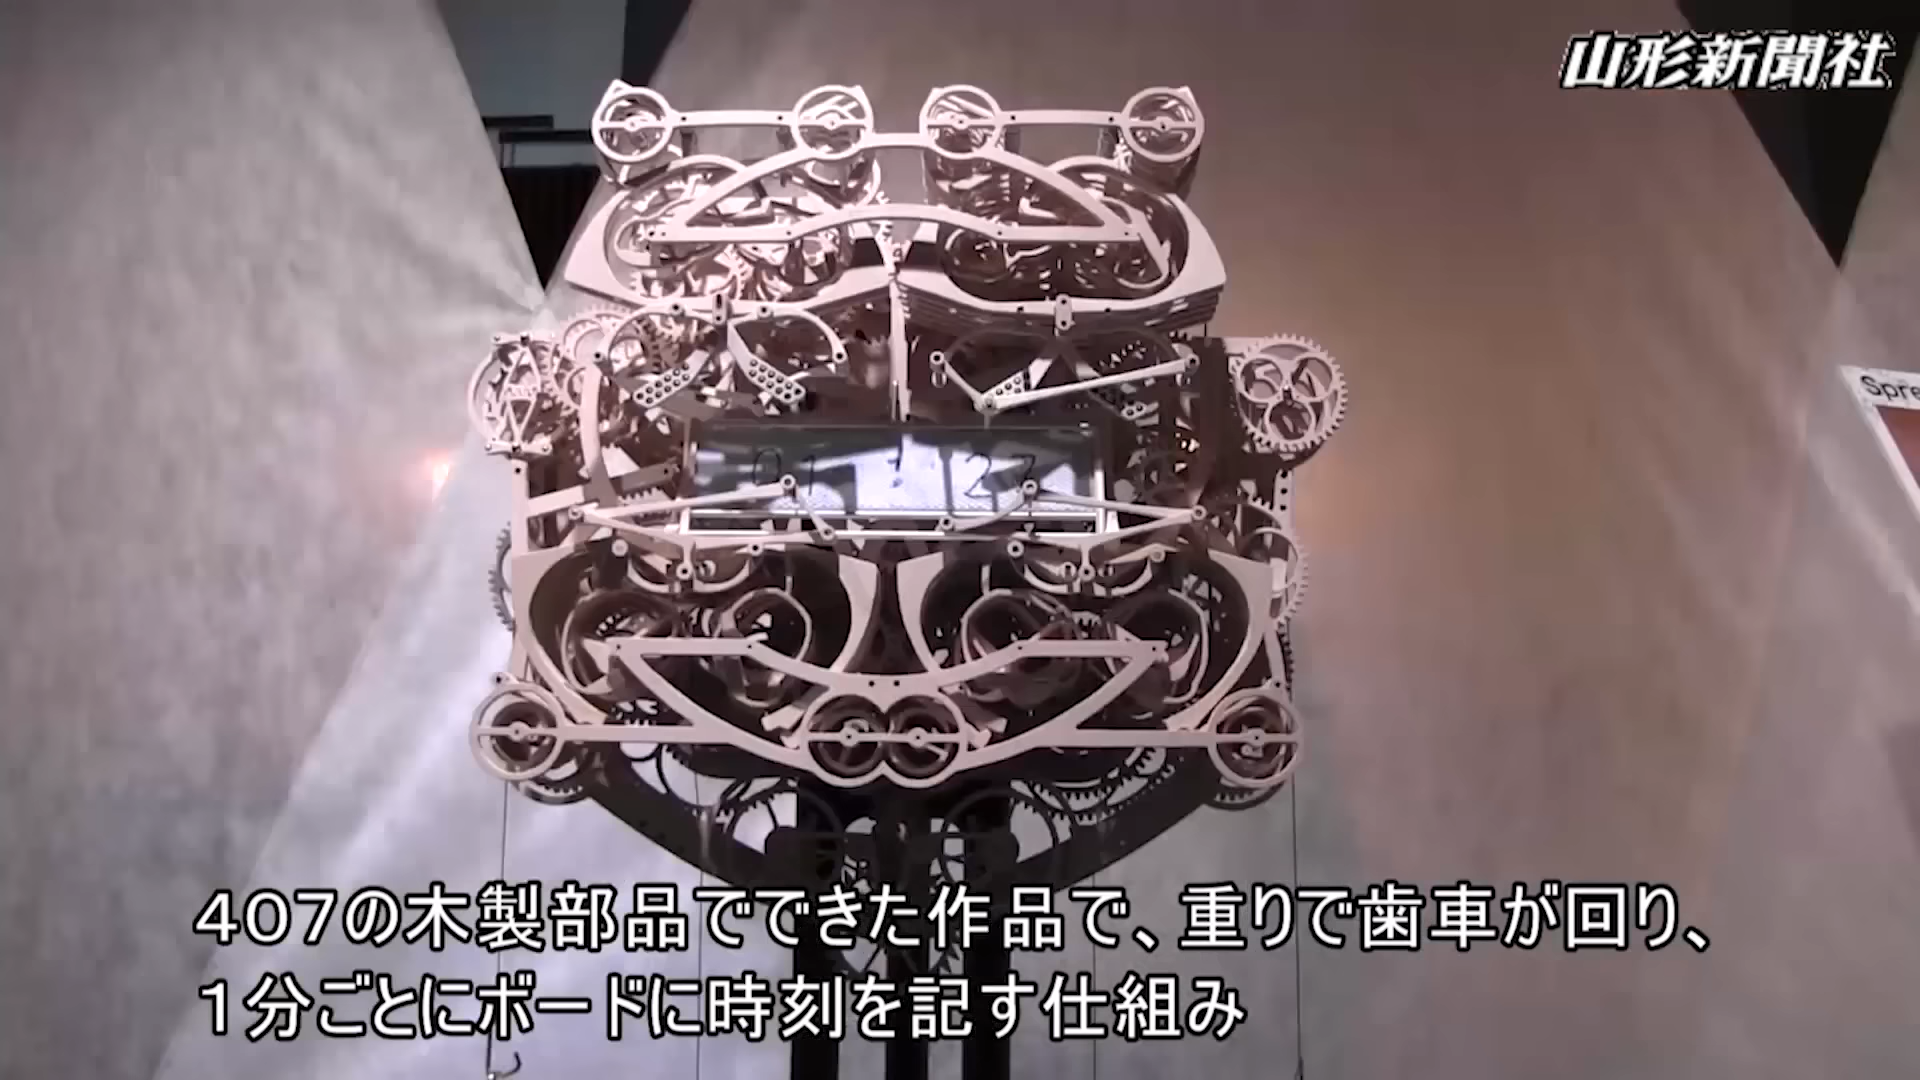 山形新聞社
Spre
01:27
４０７の木製部品でできた作品で、重りで歯車が回り、
１分ごとにボードに時刻を記す仕組み